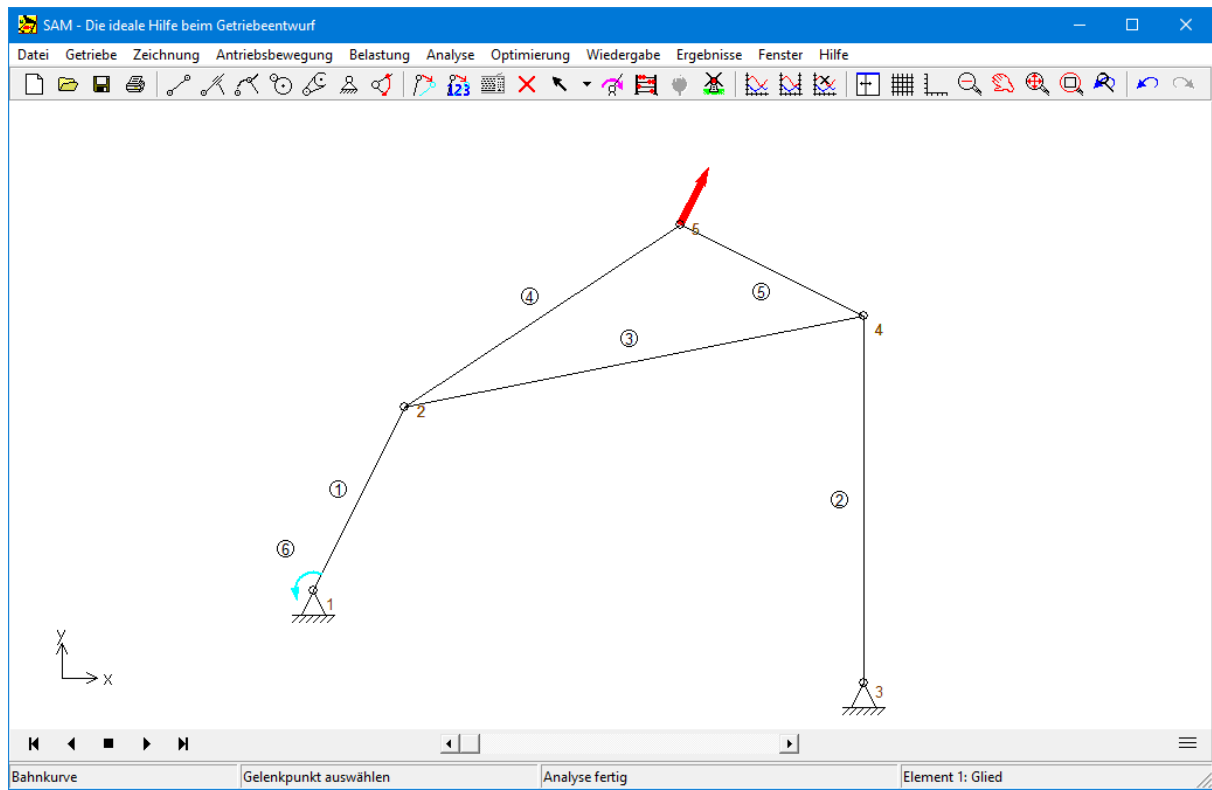 SAM - Die ideale Hilfe beim Getriebeentwurf
Datei Getriebe Zeichnung Antriebsbewegung Belastung Analyse Optimierung Wiedergabe Ergebnisse Fenster Hilfe
123
5
④
⑤
③
4
2
①
②
⑥
1
y
x
3
Bahnkurve Gelenkpunkt auswählen Analyse fertig Element 1: Glied